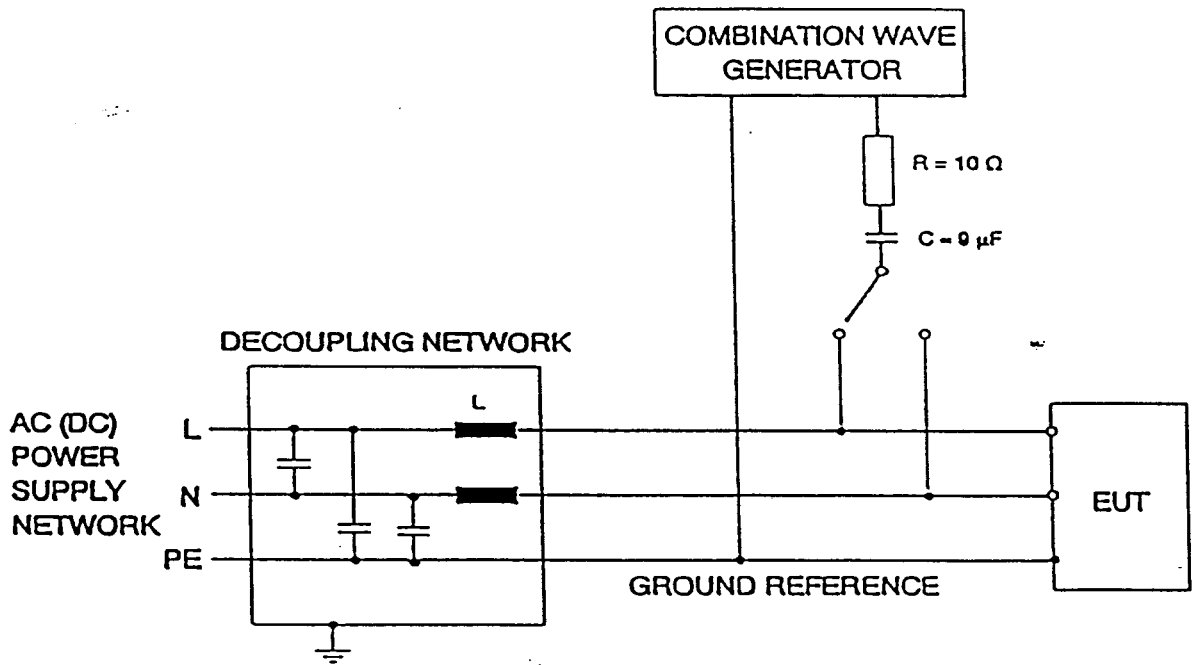 COMBINATION WAVE
GENERATOR
R = 10 Ω
C = 9 µF
DECOUPLING NETWORK
L
AC (DC)
POWER
SUPPLY
NETWORK
L
N
PE
EUT
GROUND REFERENCE